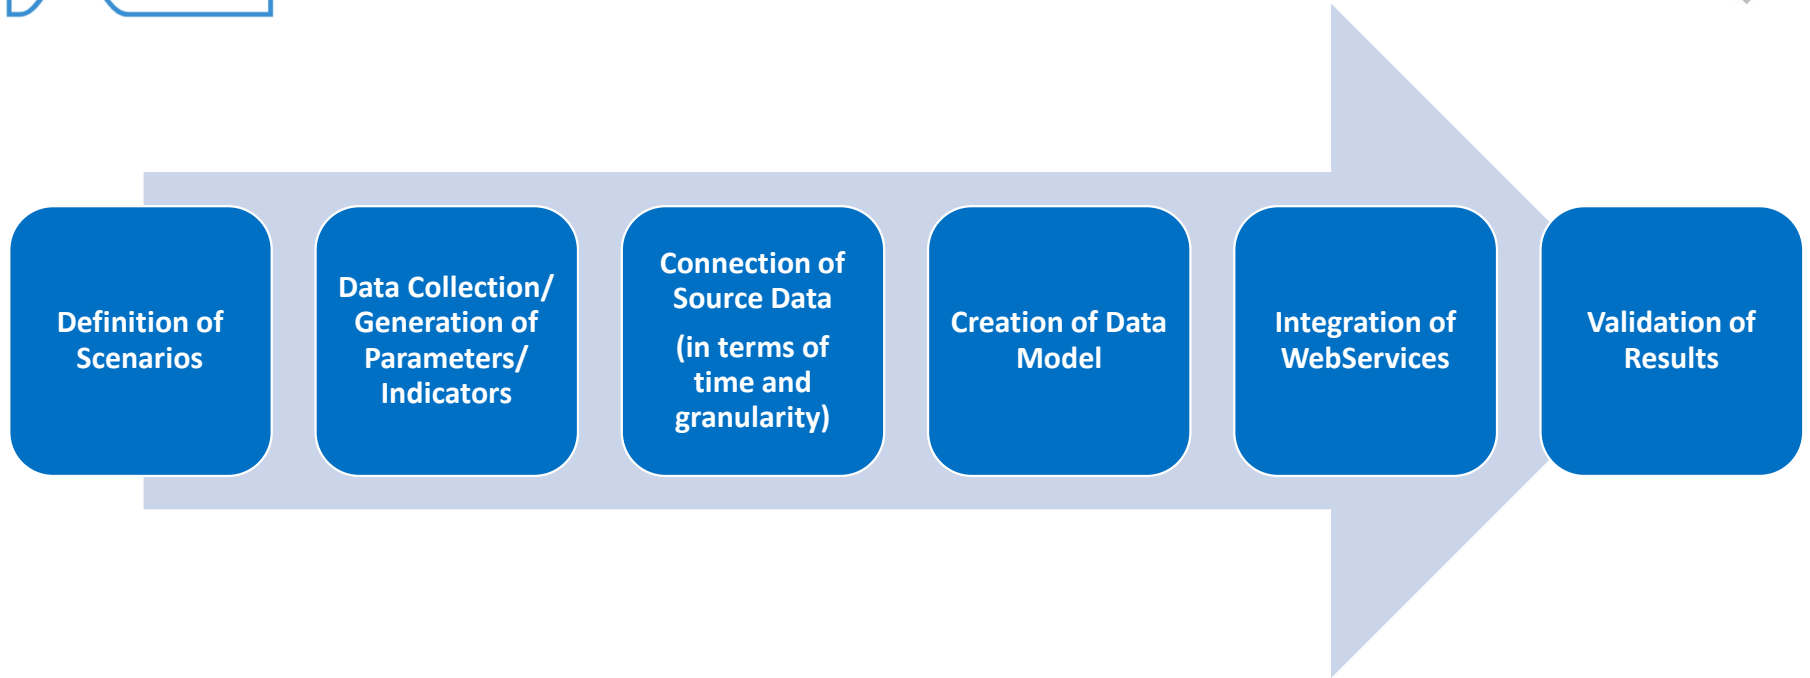 Definition of
Scenarios
Data Collection/
Generation of
Parameters/
Indicators
Connection of
Source Data
(in terms of
time and
granularity)
Creation of Data
Model
Integration of
WebServices
Validation of
Results